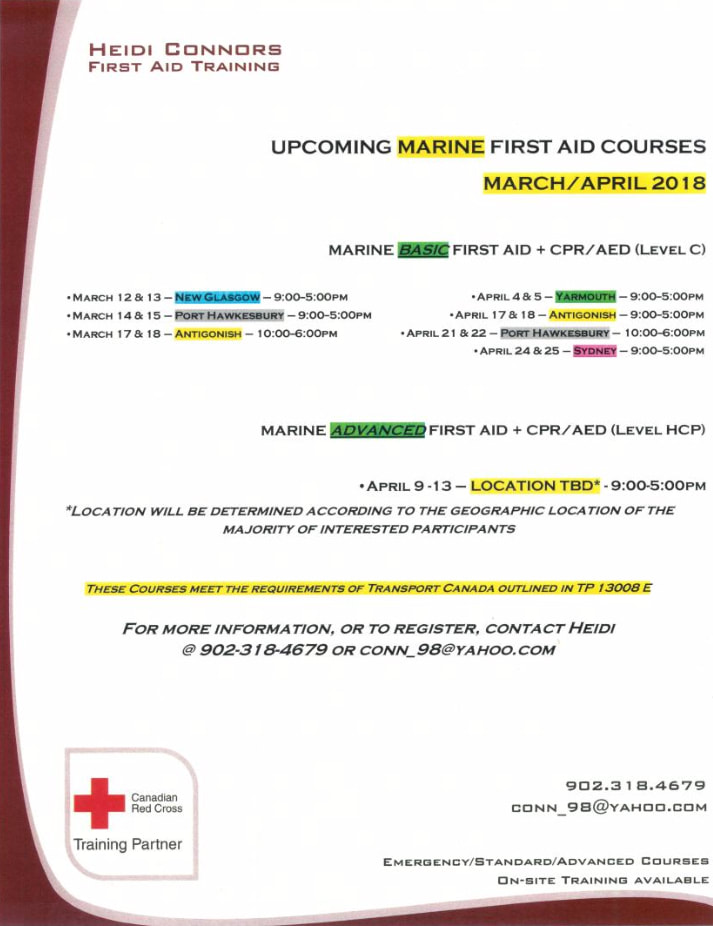 Heidi Connors
First Aid Training
UPCOMING MARINE FIRST AID COURSES
MARCH/APRIL 2018
MARINE BASIC FIRST AID + CPR/AED (LEVEL C)
•MARCH 12 & 13 – NEW GLASGOW – 9:00-5:00PM
•MARCH 14 & 15 – PORT HAWKESBURY – 9:00-5:00PM
•MARCH 17 & 18 – ANTIGONISH – 10:00-6:00PM
•APRIL 4 & 5 – YARMOUTH – 9:00-5:00PM
•APRIL 17 & 18 – ANTIGONISH – 9:00-5:00PM
•APRIL 21 & 22 – PORT HAWKESBURY – 10:00-6:00PM
•APRIL 24 & 25 – SYDNEY – 9:00-5:00PM
MARINE ADVANCED FIRST AID + CPR/AED (LEVEL HCP)
•APRIL 9 -13 – LOCATION TBD* - 9:00-5:00PM
*LOCATION WILL BE DETERMINED ACCORDING TO THE GEOGRAPHIC LOCATION OF THE
MAJORITY OF INTERESTED PARTICIPANTS
THESE COURSES MEET THE REQUIREMENTS OF TRANSPORT CANADA OUTLINED IN TP 13008 E
FOR MORE INFORMATION, OR TO REGISTER, CONTACT HEIDI
@ 902-318-4679 OR CONN_98@YAHOO.COM
Canadian
Red Cross
Training Partner
902.318.4679
CONN_98@YAHOO.COM
EMERGENCY/STANDARD/ADVANCED COURSES
ON-SITE TRAINING AVAILABLE